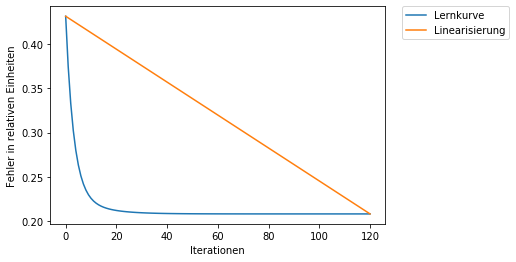 Lernkurve
Linearisierung
0.40
0.35
0.30
0.25
0.20
Fehler in relativen Einheiten
0 20 40 60 80 100 120
Iterationen